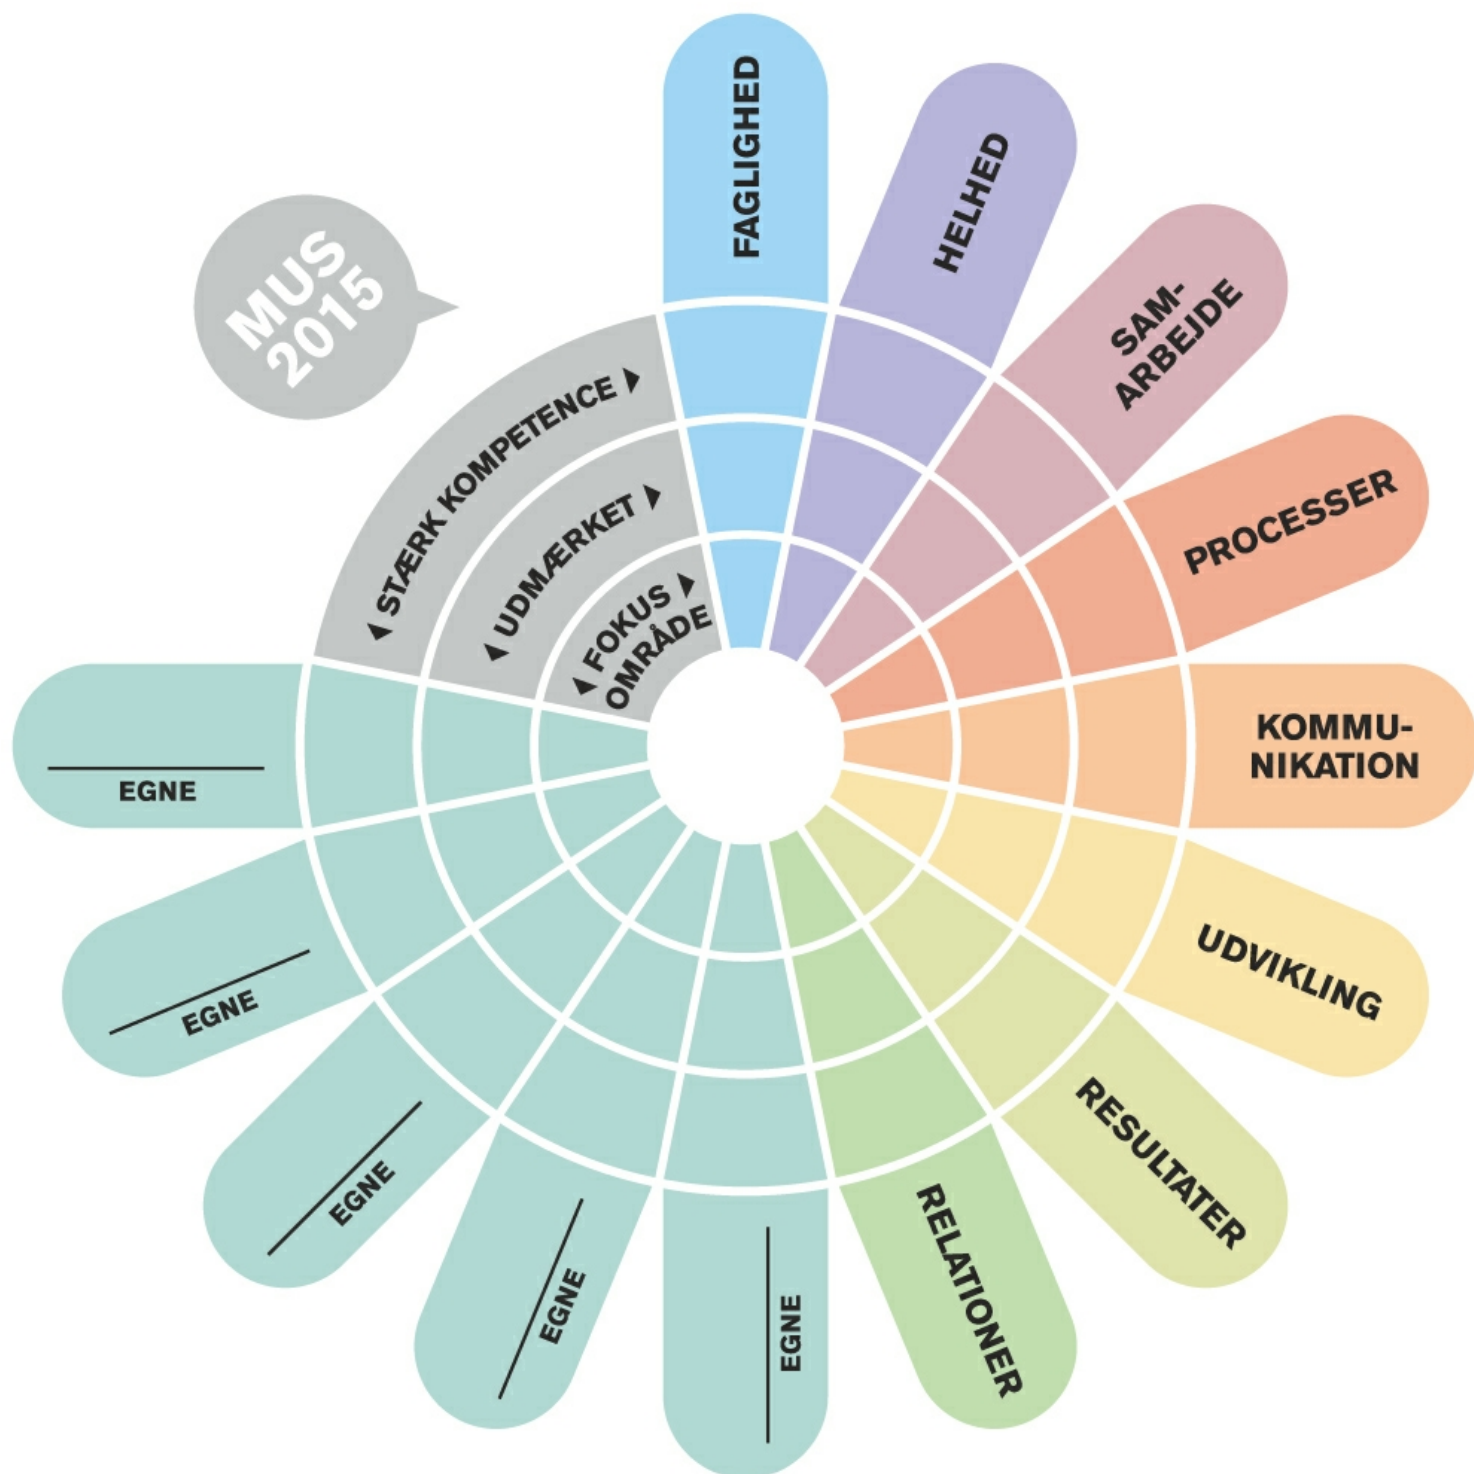 MUS
2015
FAGLIGHED
HELHED
SAM-
ARBEJDE
PROCESSER
KOMMU-
NIKATION
UDVIKLING
RESULTATER
RELATIONER
EGNE
EGNE
EGNE
EGNE
EGNE
STÆRK KOMPETENCE
UDMÆRKET
FOKUS
OMRÅDE